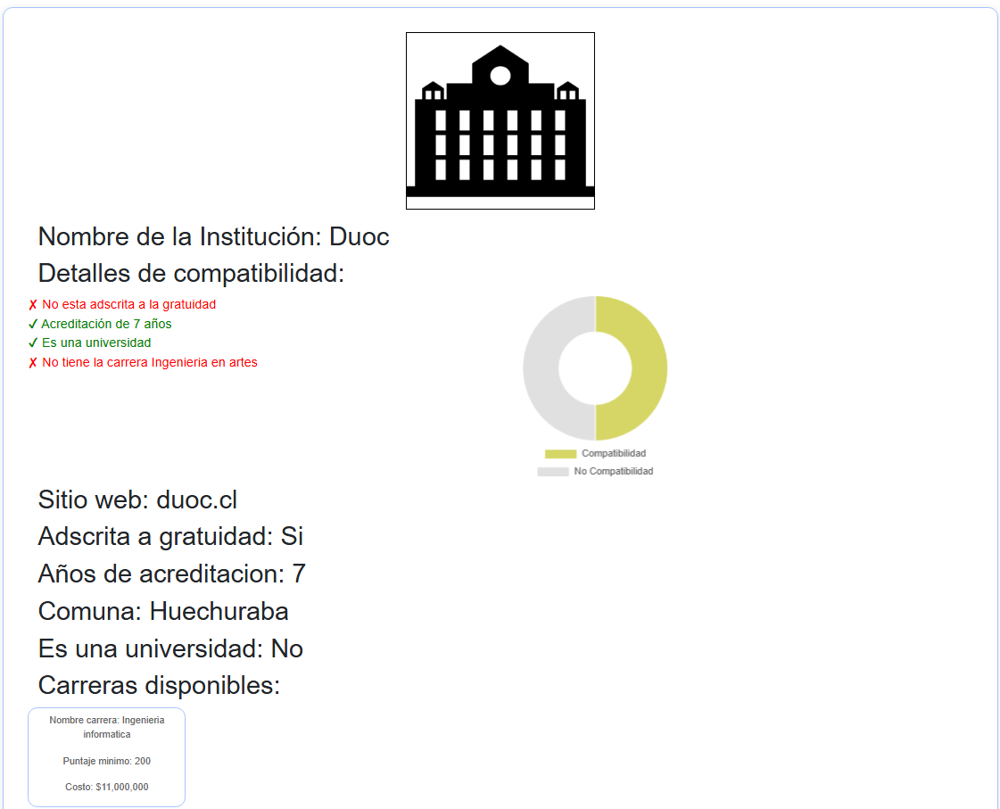 Nombre de la Institución: Duoc
Detalles de compatibilidad:
✗ No esta adscrita a la gratuidad
✓ Acreditación de 7 años
✓ Es una universidad
✗ No tiene la carrera Ingenieria en artes
Compatibilidad
No Compatibilidad
Sitio web: duoc.cl
Adscrita a gratuidad: Si
Años de acreditacion: 7
Comuna: Huechuraba
Es una universidad: No
Carreras disponibles:
Nombre carrera: Ingenieria
informatica
Puntaje minimo: 200
Costo: $11,000,000